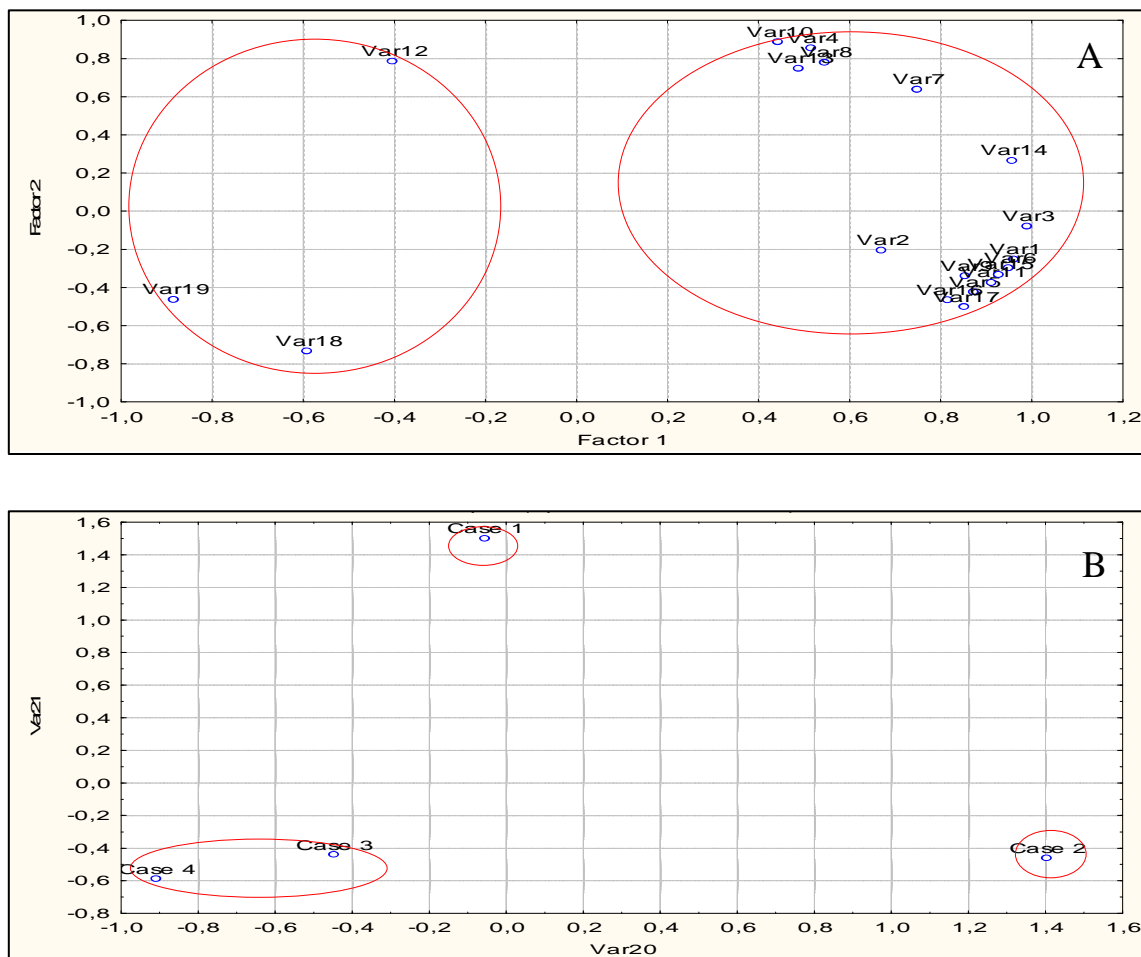 A
Factor 2
1,0
0,8
0,6
0,4
0,2
0,0
-0,2
-0,4
-0,6
-0,8
-1,0
Var10
Var4
Var8
Var13
Var12
Var7
Var14
Var3
Var2
Var1
Var6
Var15
Var9
Var11
Var5
Var16
Var17
Var19
Var18
-1,0 -0,8 -0,6 -0,4 -0,2 0,0 0,2 0,4 0,6 0,8 1,0 1,2
Factor 1
B
Var21
1,6
1,4
1,2
1,0
0,8
0,6
0,4
0,2
0,0
-0,2
-0,4
-0,6
-0,8
Case 1
Case 3
Case 2
Case 4
-1,0 -0,8 -0,6 -0,4 -0,2 0,0 0,2 0,4 0,6 0,8 1,0 1,2 1,4 1,6
Var20